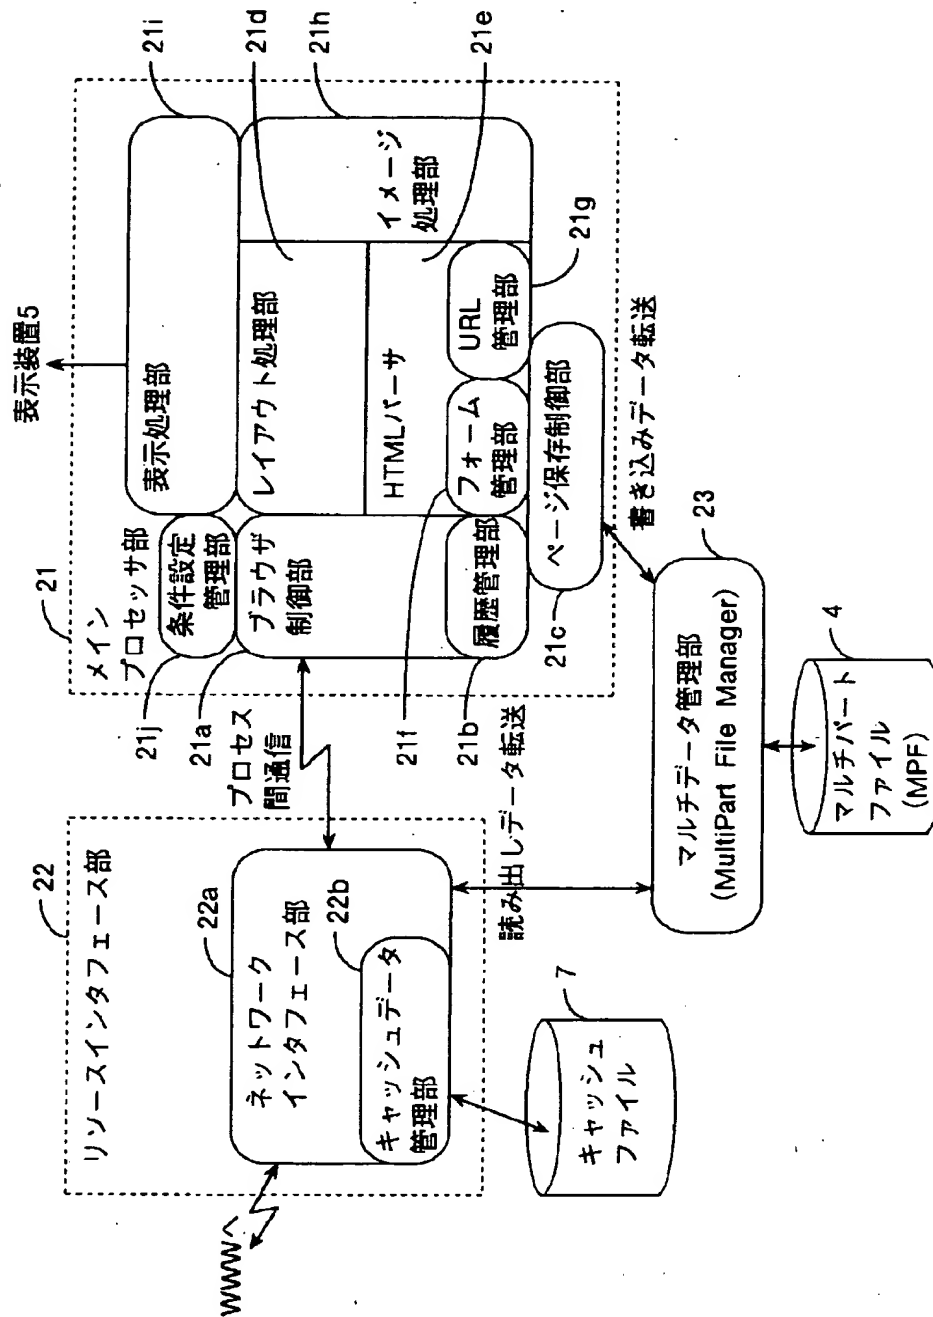 表示装置5
21
メイン
プロセッサ部
21j
条件設定
管理部
表示処理部
21i
21a
ブラウザ
制御部
レイアウト処理部
21d
イメージ
処理部
21h
HTMLパーサ
21e
21f
フォーム
管理部
URL
管理部
21g
21b
履歴管理部
21c
ページ保存制御部
プロセス
間通信
22
リソースインタフェース部
22a
ネットワーク
インタフェース部
22b
キャッシュデータ
管理部
WWWへ
読み出しデータ転送
書き込みデータ転送
23
マルチデータ管理部
(MultiPart File Manager)
7
キャッシュ
ファイル
4
マルチパート
ファイル
(MPF)